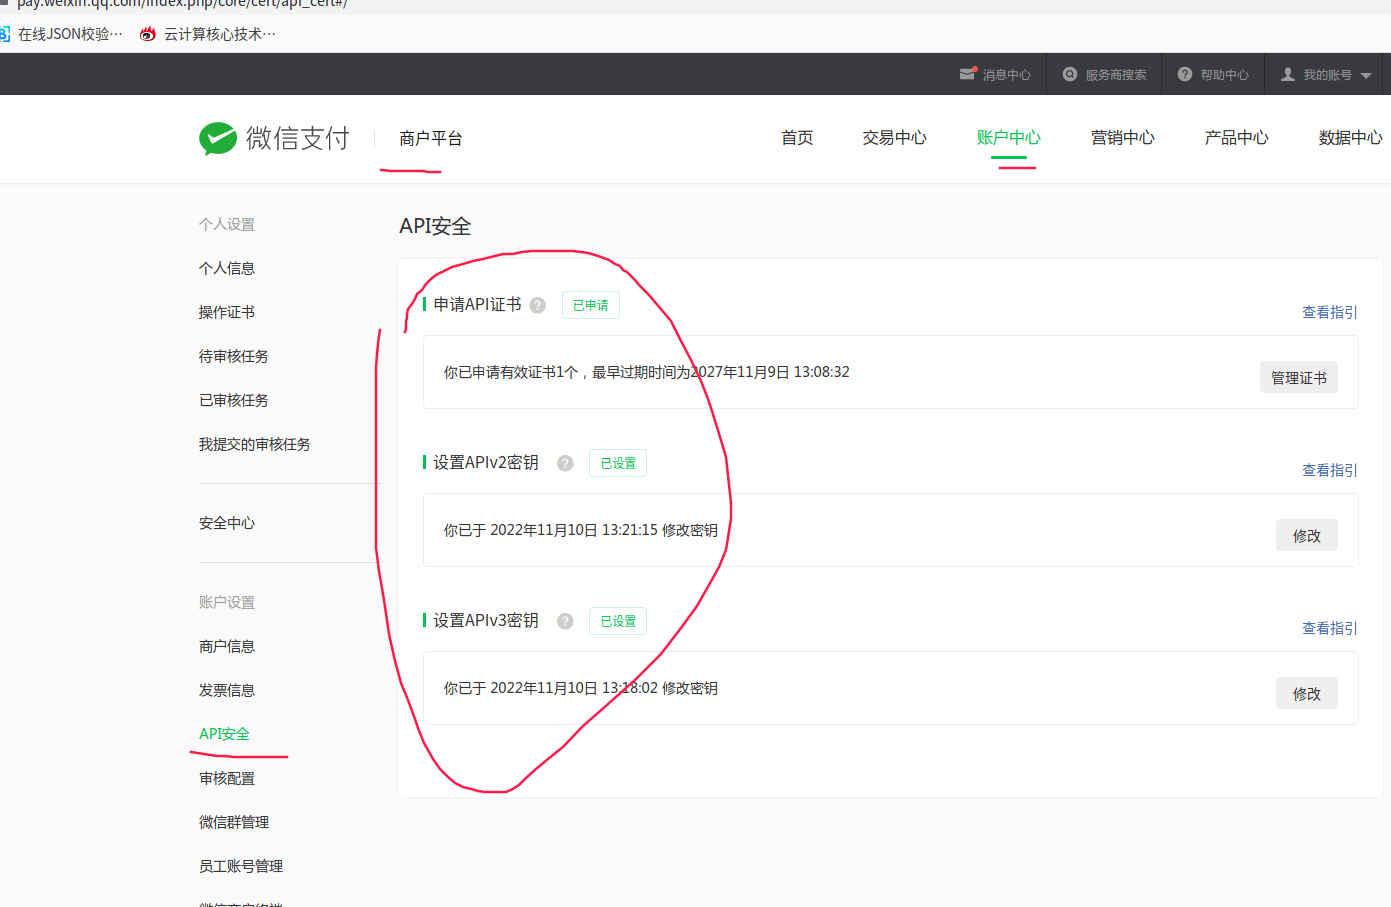 pay.weixin.qq.com/index.php/core/cert/api_cert#/
在线JSON校验… 云计算核心技术…
消息中心 服务商搜索 帮助中心 我的账号
微信支付 商户平台 首页 交易中心 账户中心 营销中心 产品中心 数据中心
个人设置
个人信息
操作证书
待审核任务
已审核任务
我提交的审核任务
安全中心
账户设置
商户信息
发票信息
API安全
审核配置
微信群管理
员工账号管理
API安全
申请API证书 ? 已申请 查看指引
你已申请有效证书1个，最早过期时间为2027年11月9日 13:08:32 管理证书
设置APIv2密钥 ? 已设置 查看指引
你已于 2022年11月10日 13:21:15 修改密钥 修改
设置APIv3密钥 ? 已设置 查看指引
你已于 2022年11月10日 13:18:02 修改密钥 修改